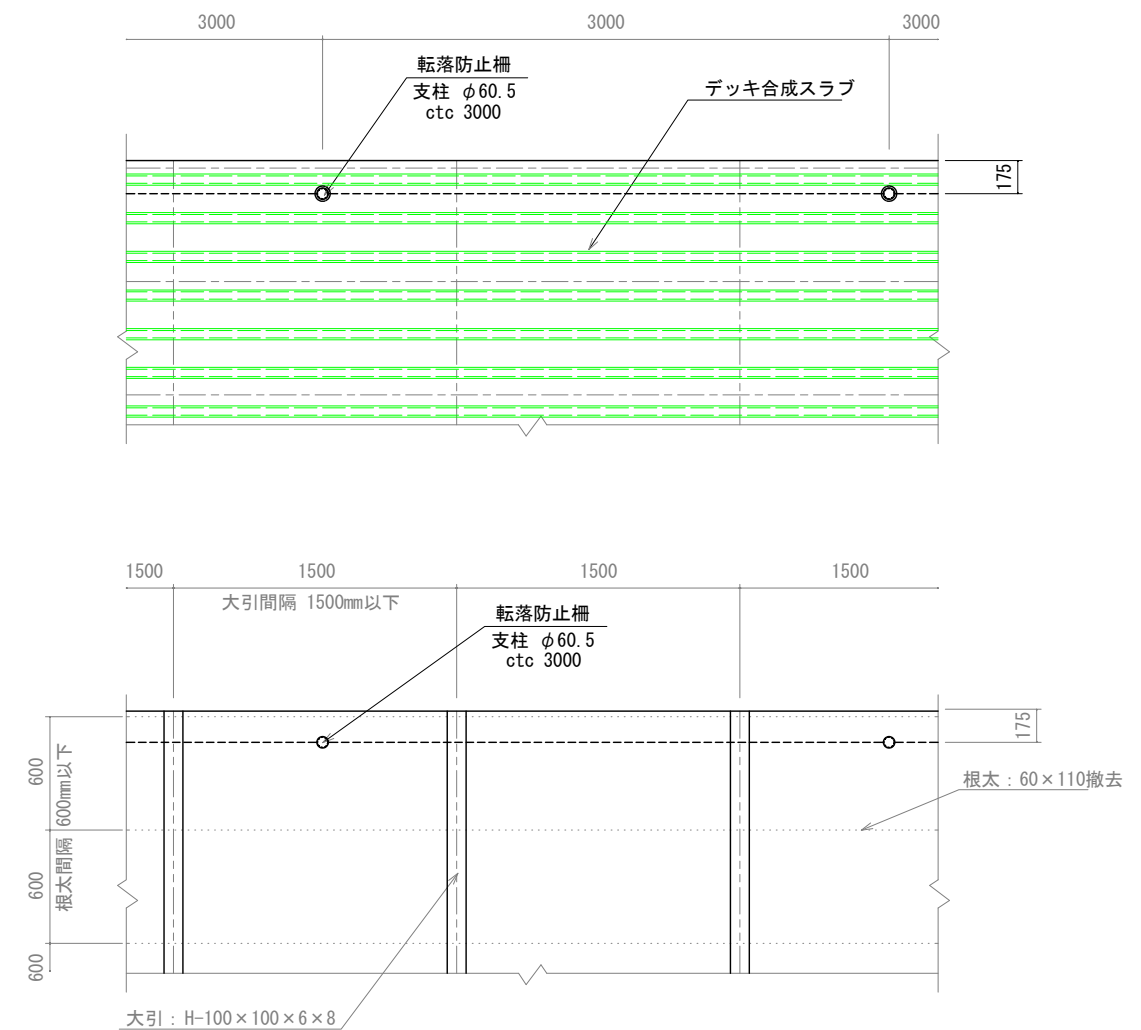 3000
3000
3000
転落防止柵
支柱 φ60.5
ctc 3000
デッキ合成スラブ
175
1500
1500
1500
1500
大引間隔 1500mm以下
転落防止柵
支柱 φ60.5
ctc 3000
175
600
600
600
根太間隔 600mm以下
根太：60×110撤去
大引：H-100×100×6×8